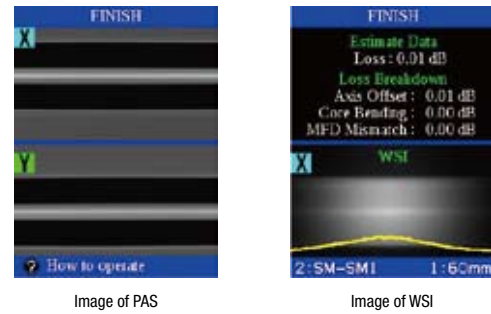 FINISH
X
Y
? How to operate
Image of PAS
FINISH
Estimate Data
Loss : 0.01 dB
Loss Breakdown
Axis Offset : 0.01 dB
Core Bending : 0.00 dB
MFD Mismatch : 0.00 dB
X WSI
2:SM-SM1 1:60mm
Image of WSI